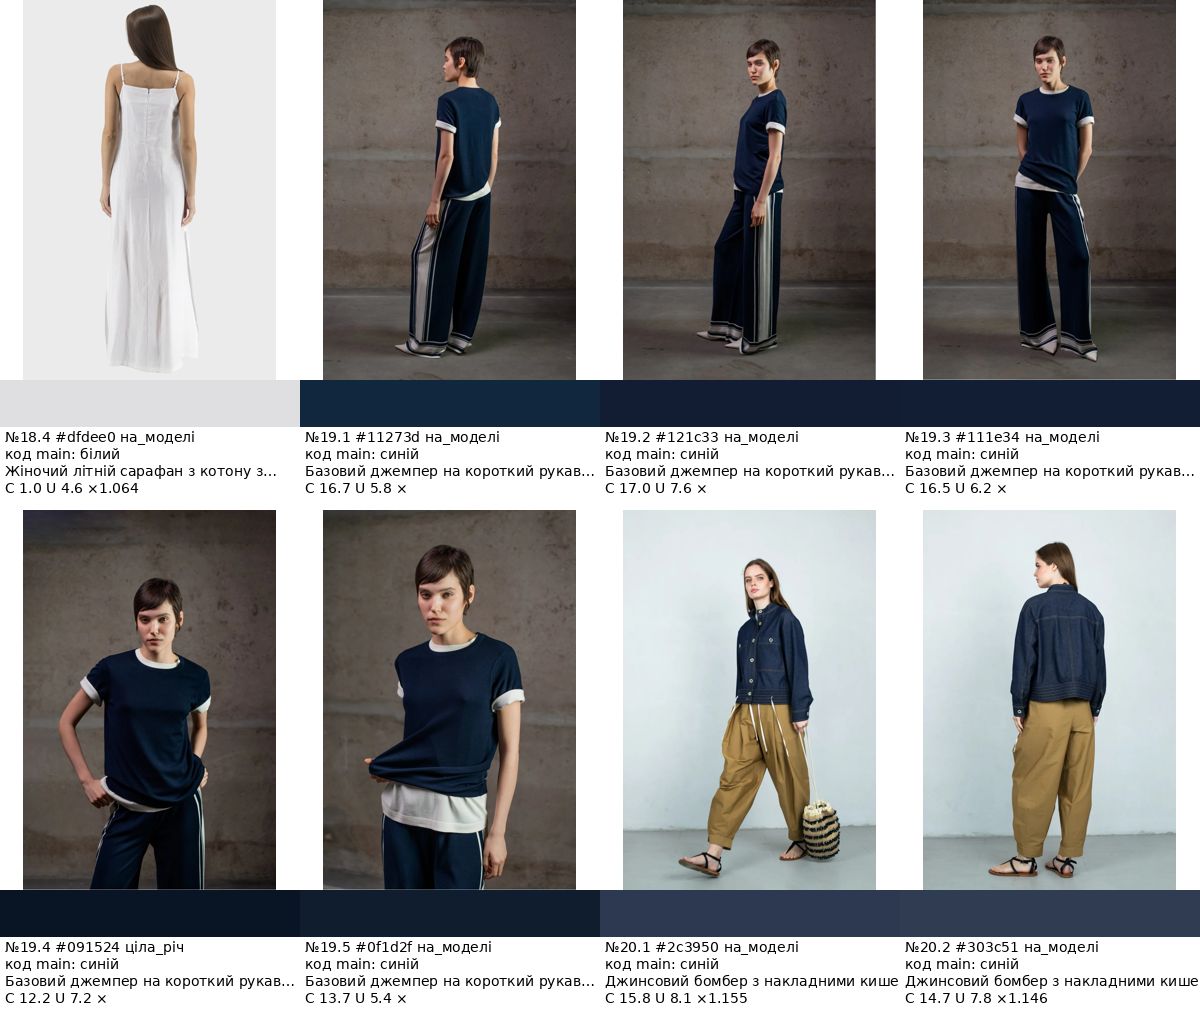 №18.4 #dfdee0 на_моделі
код main: білий
Жіночий літній сарафан з котону з...
C 1.0 U 4.6 ×1.064
№19.1 #11273d на_моделі
код main: синій
Базовий джемпер на короткий рукав...
C 16.7 U 5.8 ×
№19.2 #121c33 на_моделі
код main: синій
Базовий джемпер на короткий рукав...
C 17.0 U 7.6 ×
№19.3 #111e34 на_моделі
код main: синій
Базовий джемпер на короткий рукав...
C 16.5 U 6.2 ×
№19.4 #091524 ціла_річ
код main: синій
Базовий джемпер на короткий рукав...
C 12.2 U 7.2 ×
№19.5 #0f1d2f на_моделі
код main: синій
Базовий джемпер на короткий рукав...
C 13.7 U 5.4 ×
№20.1 #2c3950 на_моделі
код main: синій
Джинсовий бомбер з накладними кише
C 15.8 U 8.1 ×1.155
№20.2 #303c51 на_моделі
код main: синій
Джинсовий бомбер з накладними кише
C 14.7 U 7.8 ×1.146